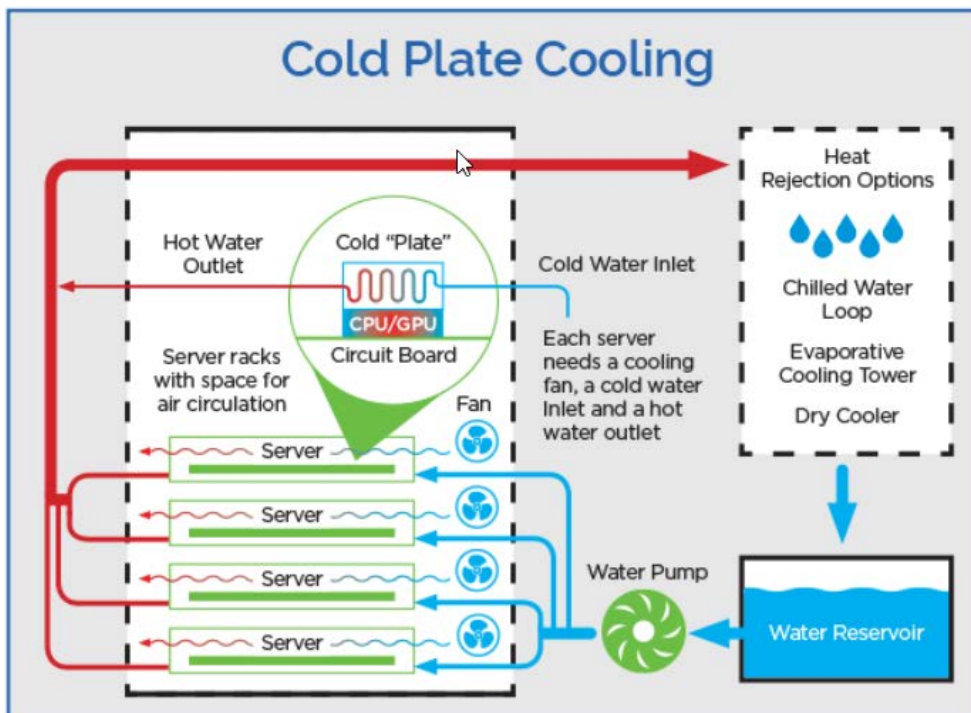 Cold Plate Cooling
Heat
Rejection Options
Hot Water
Outlet
Cold "Plate"
Cold Water Inlet
Chilled Water
Loop
CPU/GPU
Circuit Board
Each server
needs a cooling
fan, a cold water
Inlet and a hot
water outlet
Evaporative
Cooling Tower
Dry Cooler
Server racks
with space for
air circulation
Fan
Server
Server
Server
Server
Water Pump
Water Reservoir